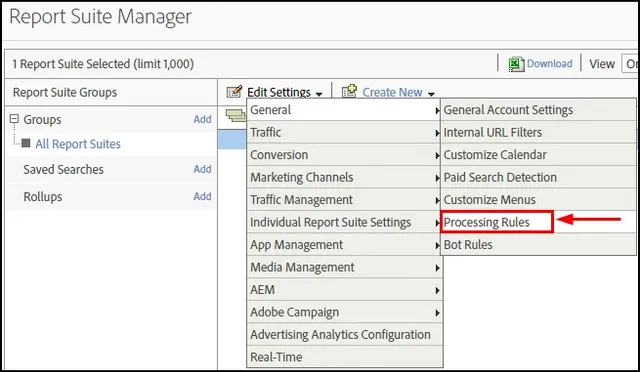 Report Suite Manager
1 Report Suite Selected (limit 1,000)
Download
View
Report Suite Groups
Edit Settings
Create New
Groups
Add
All Report Suites
Saved Searches
Add
Rollups
Add
General
Traffic
Conversion
Marketing Channels
Traffic Management
Individual Report Suite Settings
App Management
Media Management
AEM
Adobe Campaign
Advertising Analytics Configuration
Real-Time
General Account Settings
Internal URL Filters
Customize Calendar
Paid Search Detection
Customize Menus
Processing Rules
Bot Rules